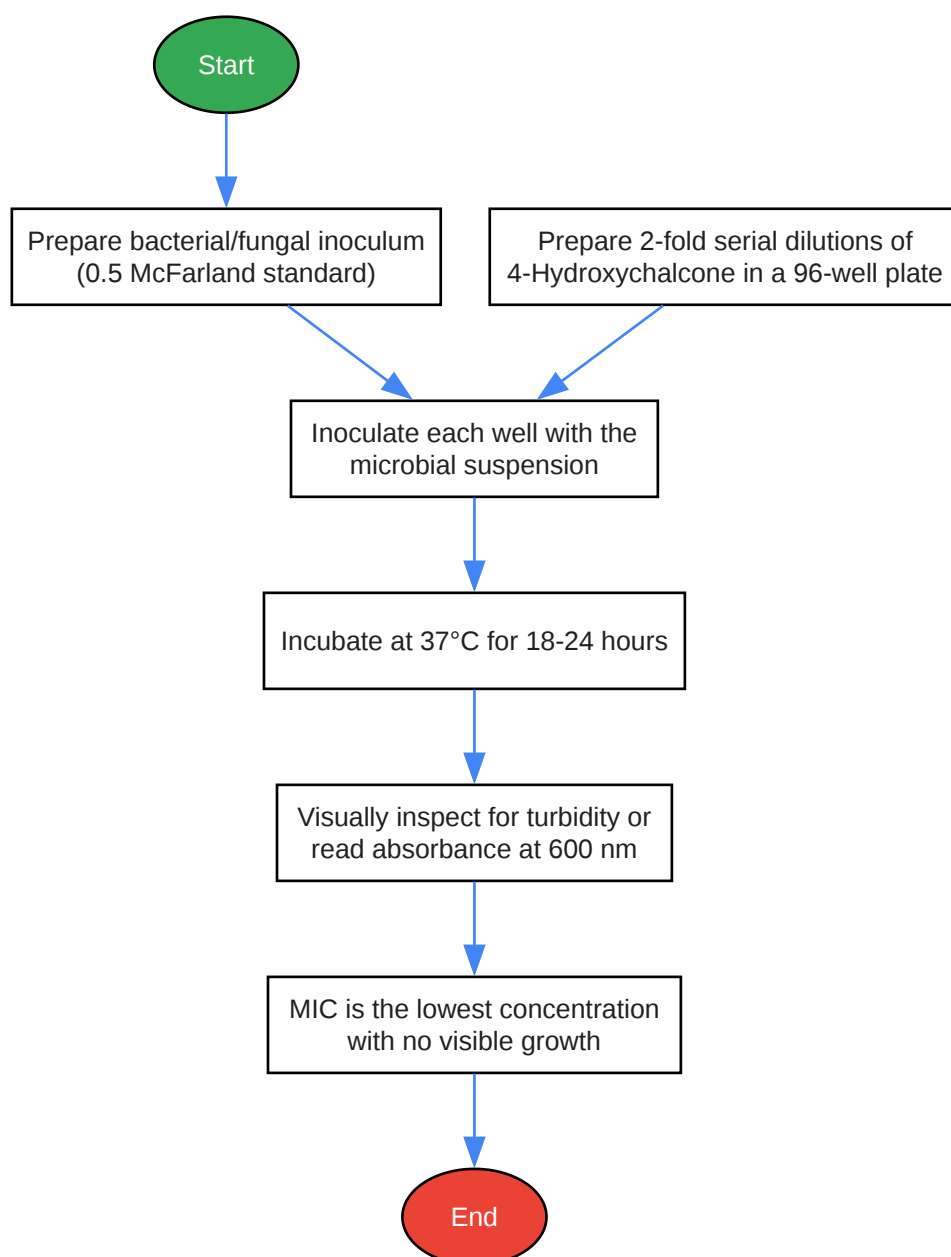 Start
Prepare bacterial/fungal inoculum
(0.5 McFarland standard)
Prepare 2-fold serial dilutions of
4-Hydroxychalcone in a 96-well plate
Inoculate each well with the
microbial suspension
Incubate at 37°C for 18-24 hours
Visually inspect for turbidity or
read absorbance at 600 nm
MIC is the lowest concentration
with no visible growth
End